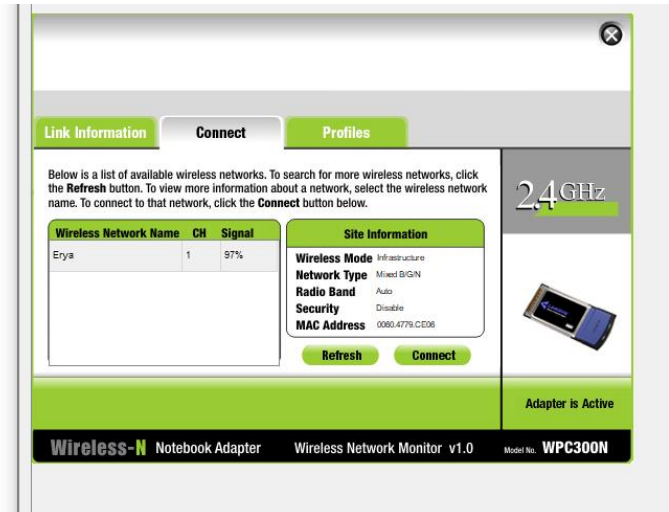 Link Information
Connect
Profiles
Below is a list of available wireless networks. To search for more wireless networks, click
the Refresh button. To view more information about a network, select the wireless network
name. To connect to that network, click the Connect button below.
2.4GHz
Wireless Network Name CH Signal
Erya 1 97%
Site Information
Wireless Mode Infrastructure
Network Type Mixed B/G/N
Radio Band Auto
Security Disable
MAC Address 0060.4779.CE06
Refresh
Connect
Adapter is Active
Wireless-N Notebook Adapter
Wireless Network Monitor v1.0
Model No. WPC300N